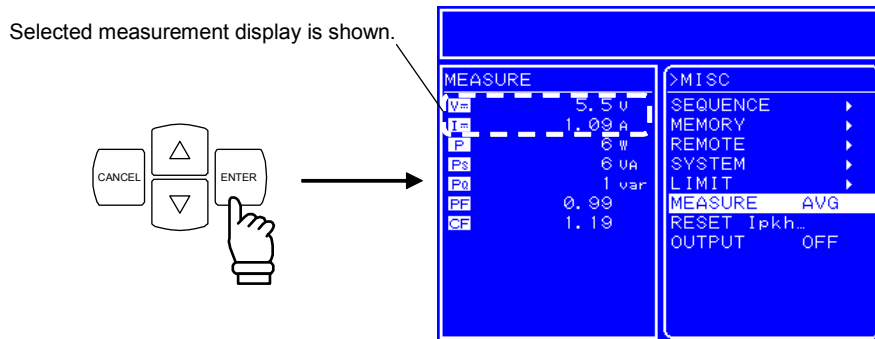 Selected measurement display is shown.
CANCEL
ENTER
MEASURE
V= 5.5 V
I= 1.09 A
P 6 W
PS 6 VA
PQ 1 var
PF 0.99
CF 1.19
>MISC
SEQUENCE
MEMORY
REMOTE
SYSTEM
LIMIT
MEASURE AVG
RESET Ipkh…
OUTPUT OFF